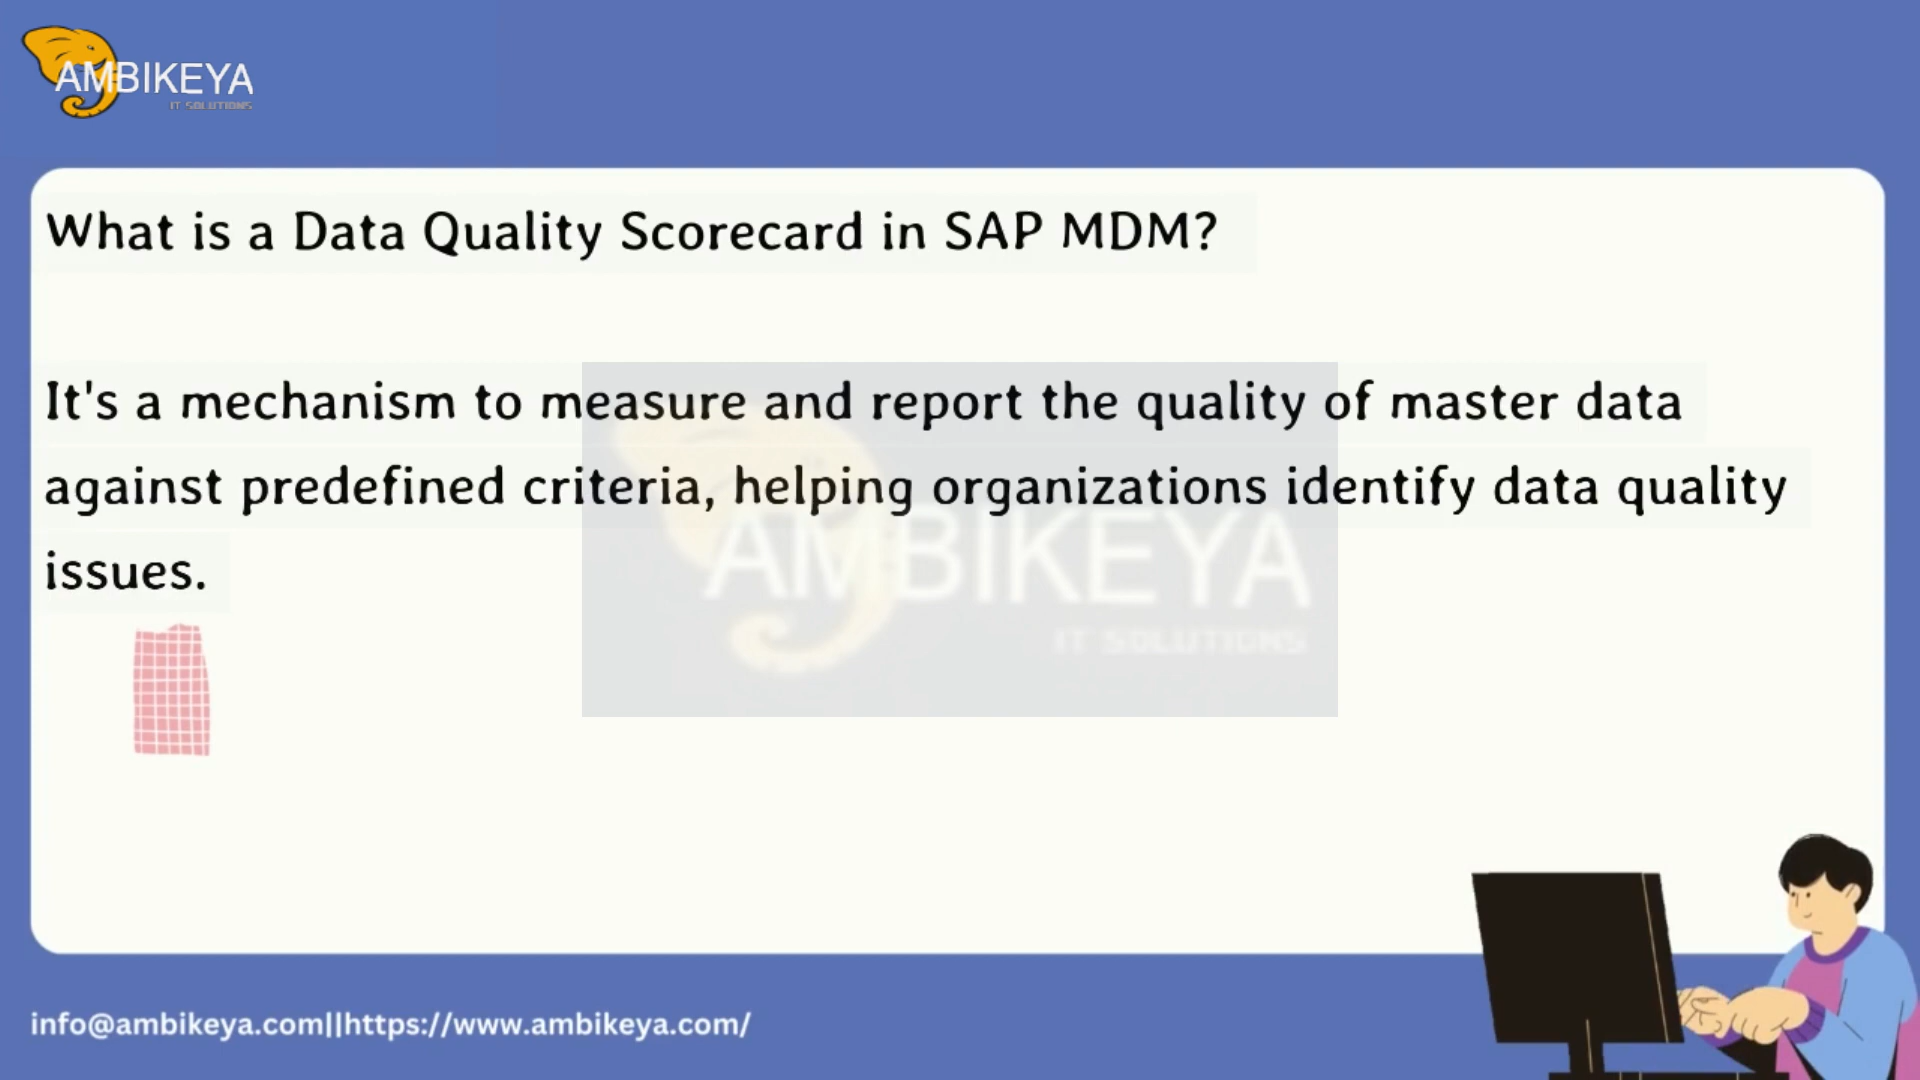 AMBIKEYA
IT SOLUTIONS
What is a Data Quality Scorecard in SAP MDM?
It's a mechanism to measure and report the quality of master data
against predefined criteria, helping organizations identify data quality
issues.
AMBIKEYA
IT SOLUTIONS
info@ambikeya.com||https://www.ambikeya.com/